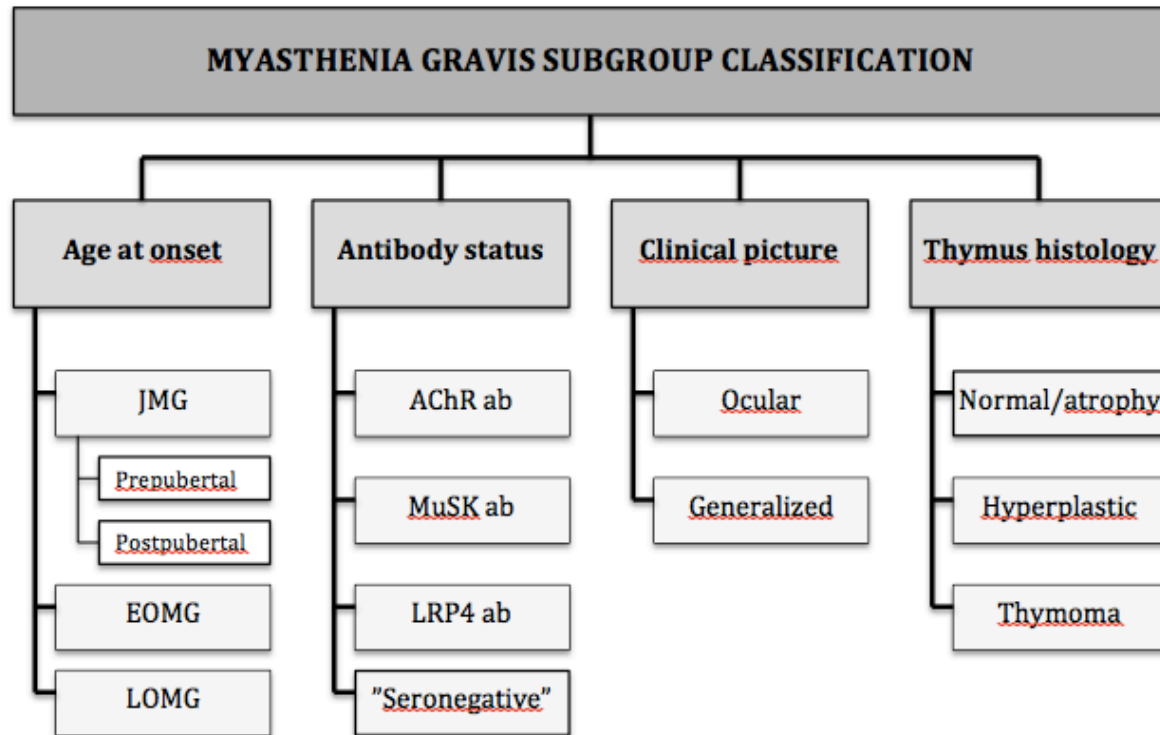 MYASTHENIA GRAVIS SUBGROUP CLASSIFICATION
Age at onset
JMG
Prepubertal
Postpubertal
EOMG
LOMG
Antibody status
AChR ab
MuSK ab
LRP4 ab
”Seronegative”
Clinical picture
Ocular
Generalized
Thymus histology
Normal/atrophy
Hyperplastic
Thymoma